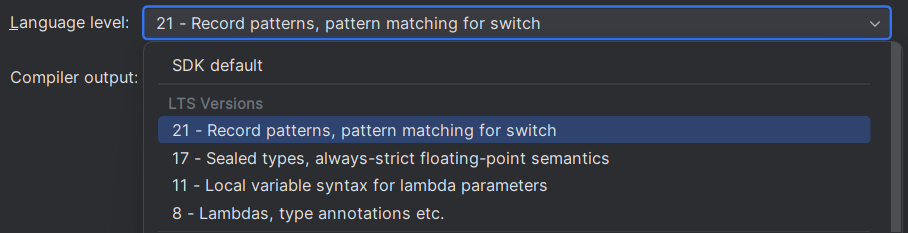 Language level: 21 - Record patterns, pattern matching for switch
SDK default
Compiler output:
LTS Versions
21 - Record patterns, pattern matching for switch
17 - Sealed types, always-strict floating-point semantics
11 - Local variable syntax for lambda parameters
8 - Lambdas, type annotations etc.